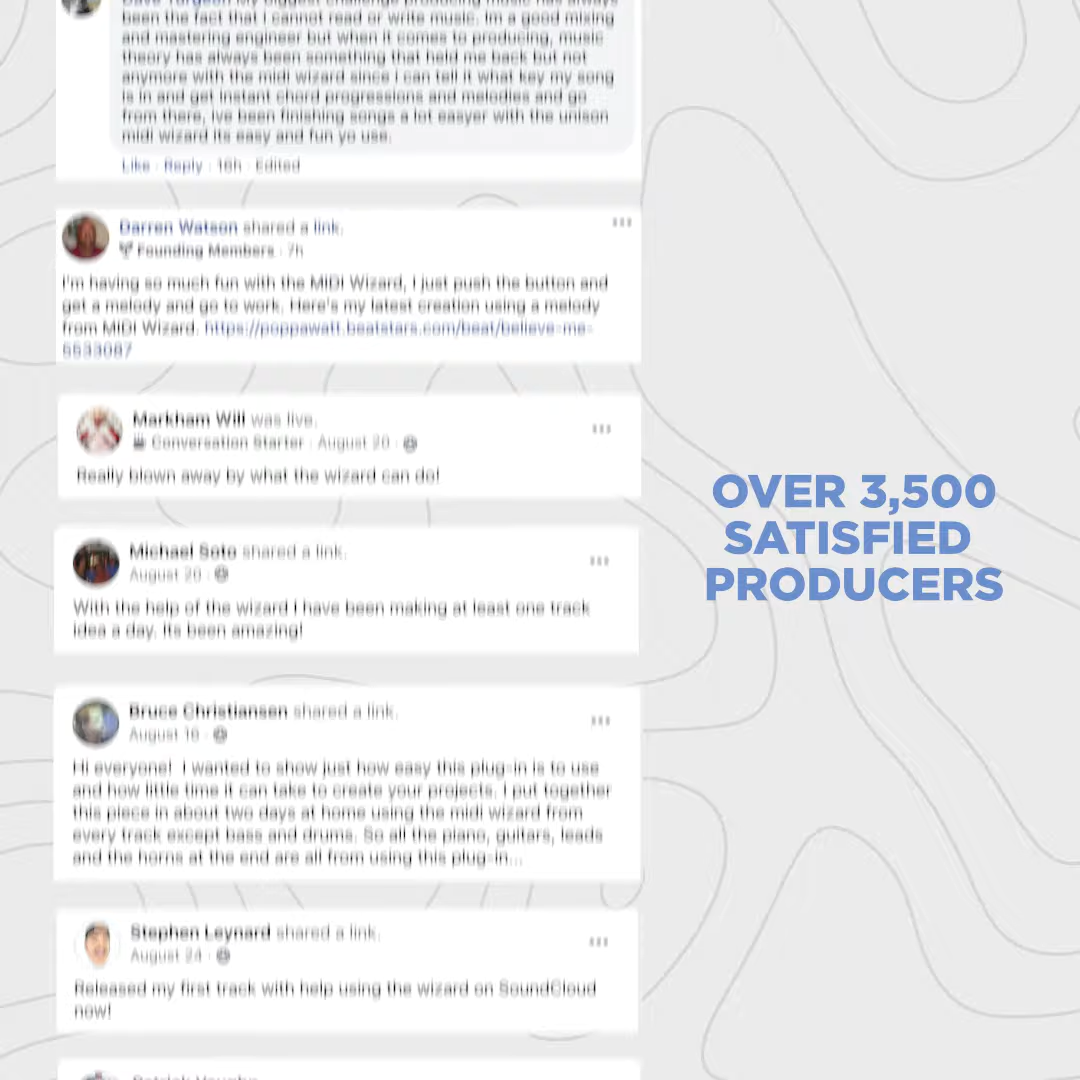 been the fact that I cannot read or write music. Im a good mixing
and mastering engineer but when it comes to producing, music
theory has always been something that held me back but not
anymore with the midi wizard since I can tell it what key my song
is in and get instant chord progressions and melodies and go
from there, ive been finishing songs a lot easyer with the unison
midi wizard its easy and fun yo use.
Like · Reply · 16h · Edited
Darren Watson shared a link.
Founding Members · 7h
I'm having so much fun with the MIDI Wizard, I just push the button and
get a melody and go to work. Here's my latest creation using a melody
from MIDI Wizard. https://poppawatt.beatstars.com/beat/believe-me-
5533087
Markham Will was live.
Conversation Starter · August 20 ·
Really blown away by what the wizard can do!
Michael Soto shared a link.
August 20 ·
With the help of the wizard I have been making at least one track
idea a day. Its been amazing!
Bruce Christiansen shared a link.
August 16 ·
Hi everyone! I wanted to show just how easy this plug-in is to use
and how little time it can take to create your projects. I put together
this piece in about two days at home using the midi wizard from
every track except bass and drums. So all the piano, guitars, leads
and the horns at the end are all from using this plug-in...
Stephen Leynard shared a link.
August 24 ·
Released my first track with help using the wizard on SoundCloud
now!
OVER 3,500
SATISFIED
PRODUCERS